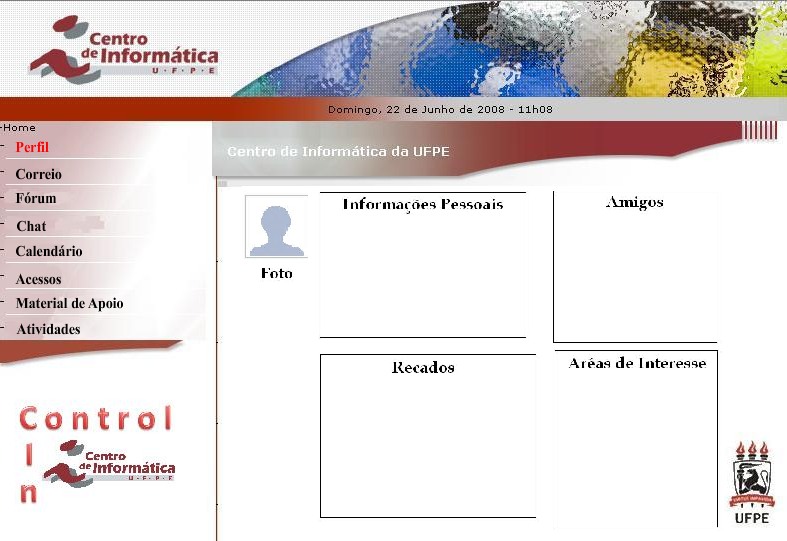 Centro
de Informática
U · F · P · E
Domingo, 22 de Junho de 2008 - 11h08
-Home
Centro de Informática da UFPE
Perfil
Correio
Fórum
Chat
Calendário
Acessos
Material de Apoio
Atividades
Foto
Informações Pessoais
Amigos
Recados
Aréas de Interesse
Control
In
Centro
de Informática
U · F · P · E
UFPE